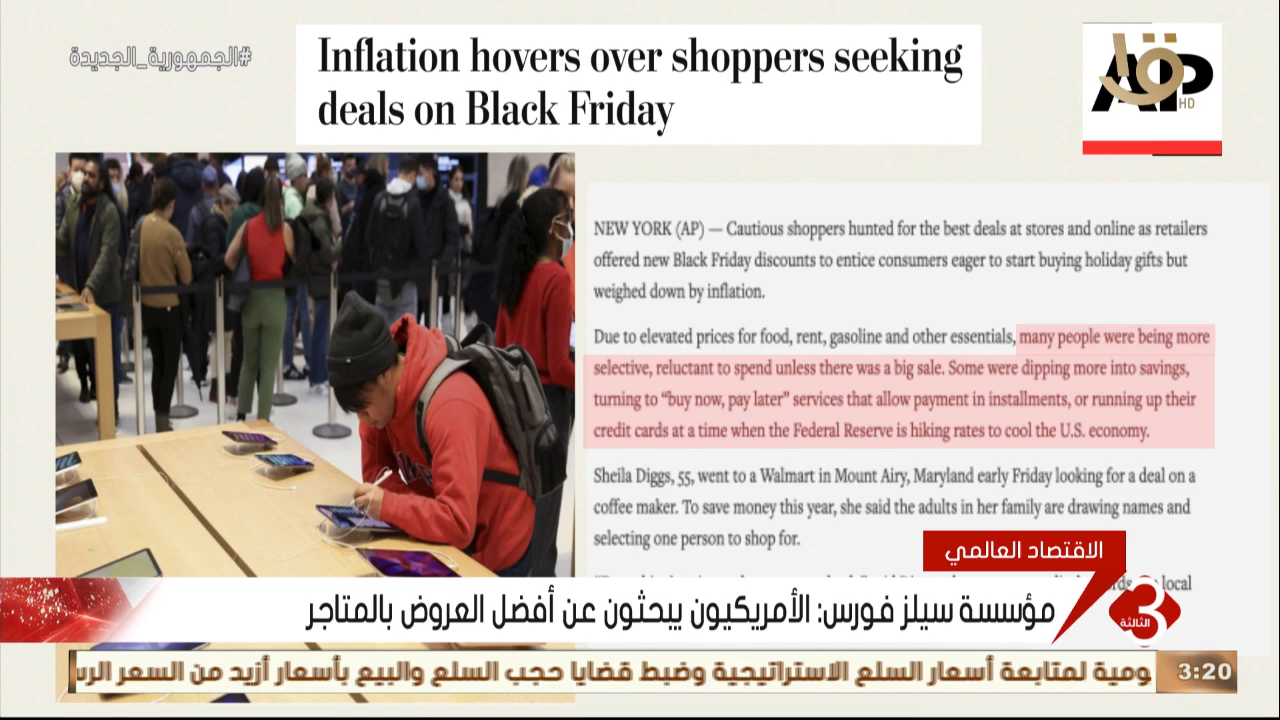 #الجمهورية_الجديدة
Inflation hovers over shoppers seeking
deals on Black Friday
AP
HD
NEW YORK (AP) — Cautious shoppers hunted for the best deals at stores and online as retailers
offered new Black Friday discounts to entice consumers eager to start buying holiday gifts but
weighed down by inflation.
Due to elevated prices for food, rent, gasoline and other essentials, many people were being more
selective, reluctant to spend unless there was a big sale. Some were dipping more into savings,
turning to “buy now, pay later” services that allow payment in installments, or running up their
credit cards at a time when the Federal Reserve is hiking rates to cool the U.S. economy.
Sheila Diggs, 55, went to a Walmart in Mount Airy, Maryland early Friday looking for a deal on a
coffee maker. To save money this year, she said the adults in her family are drawing names and
selecting one person to shop for.
local
الاقتصاد العالمي
مؤسسة سيلز فورس: الأمريكيون يبحثون عن أفضل العروض بالمتاجر
3
الثالثة
لمتابعة أسعار السلع الاستراتيجية وضبط قضايا حجب السلع والبيع بأسعار أزيد من السعر
3:20